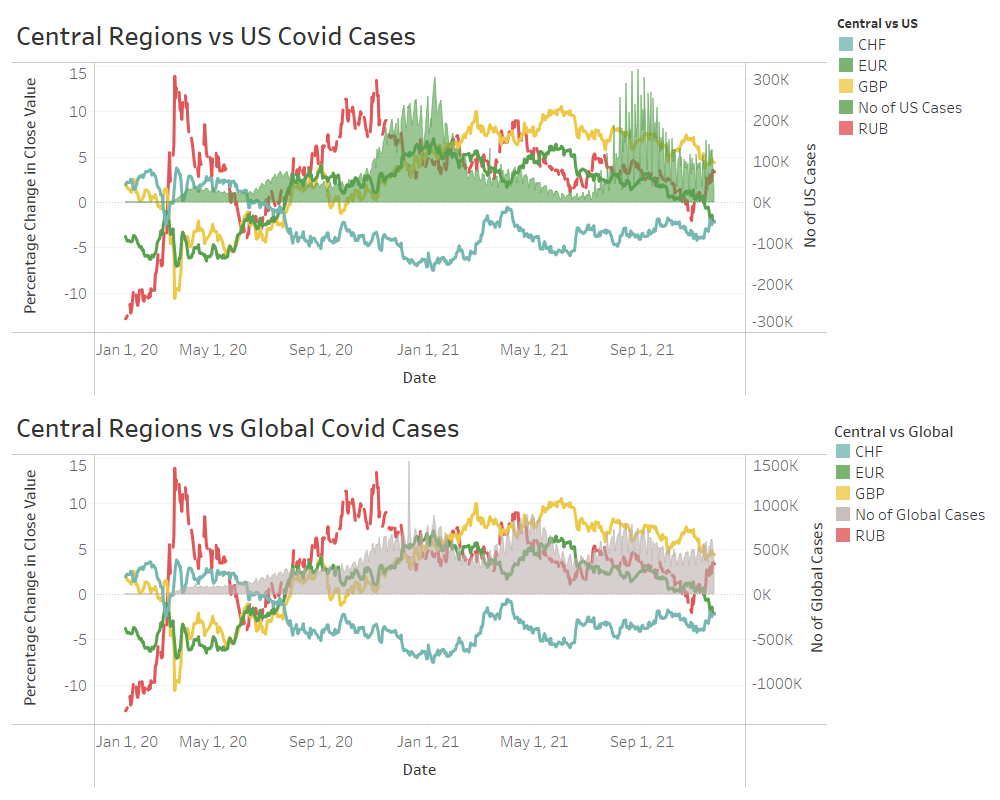 Central Regions vs US Covid Cases
Percentage Change in Close Value
15
10
5
0
-5
-10
300K
200K
100K
0K
-100K
-200K
-300K
No of US Cases
Jan 1, 20 May 1, 20 Sep 1, 20 Jan 1, 21 May 1, 21 Sep 1, 21
Date
Central vs US
CHF
EUR
GBP
No of US Cases
RUB
Central Regions vs Global Covid Cases
Percentage Change in Close Value
15
10
5
0
-5
-10
1500K
1000K
500K
0K
-500K
-1000K
No of Global Cases
Jan 1, 20 May 1, 20 Sep 1, 20 Jan 1, 21 May 1, 21 Sep 1, 21
Date
Central vs Global
CHF
EUR
GBP
No of Global Cases
RUB